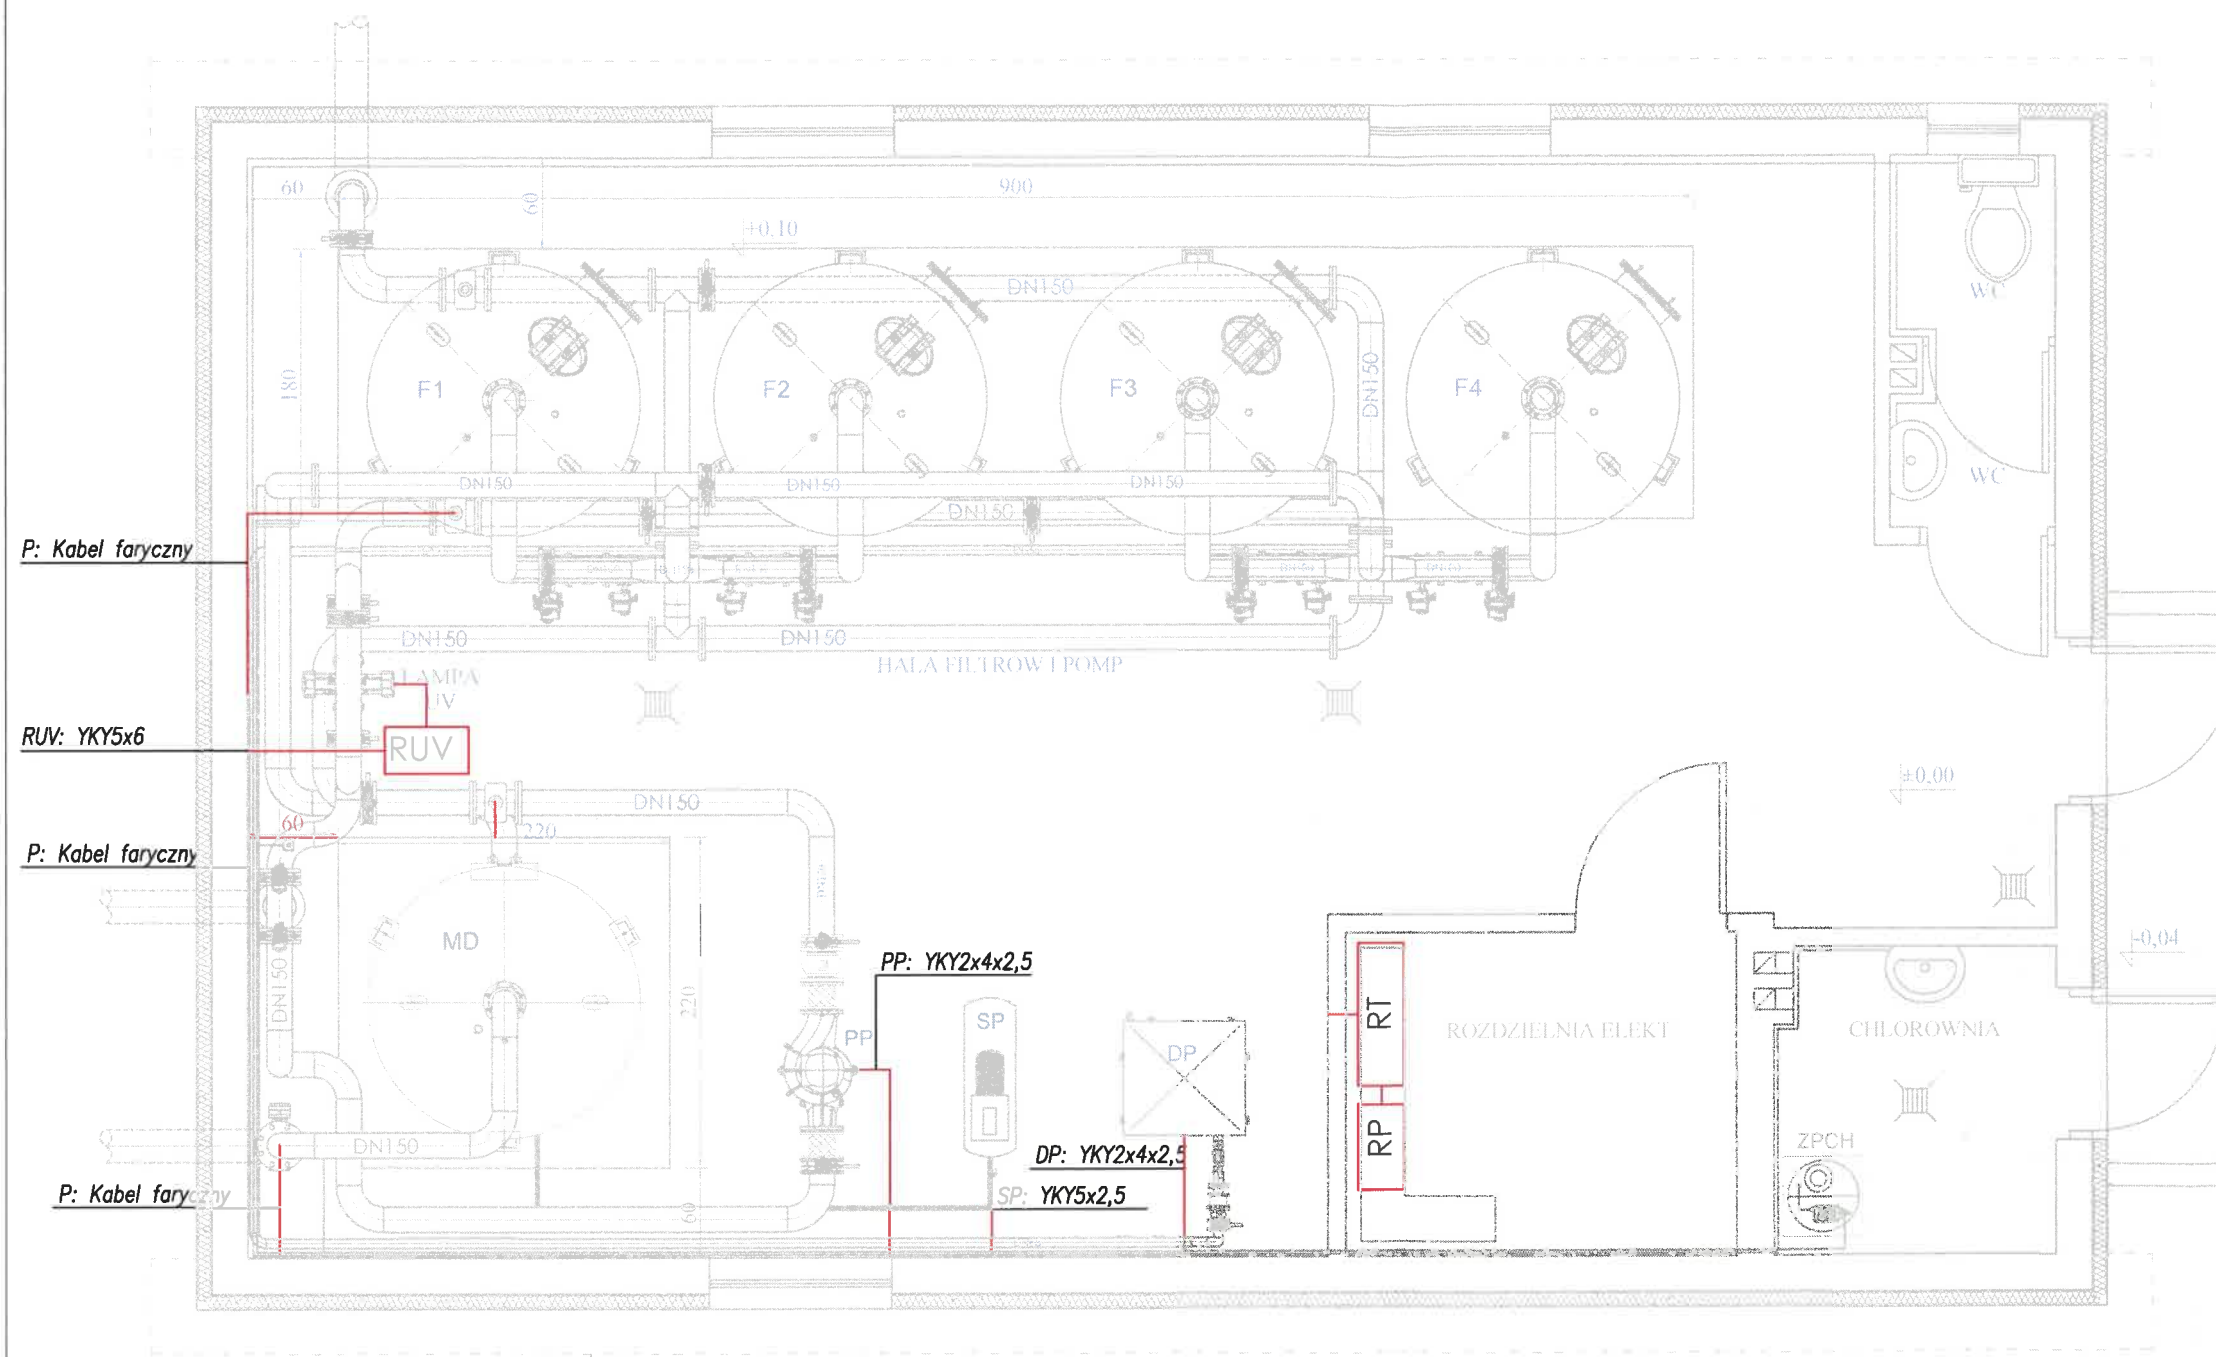 60
60
900
+0.10
DN150
WC
180
F1
F2
F3
DN150
F4
DN150
DN150
DN150
WC
DN150
P: Kabel faryczny
DN150
DN150
HALA FILTROW I POMP
LAMPA
UV
RUV: YKY5x6
RUV
±0,00
DN150
60
220
P: Kabel faryczny
MD
-0,04
PP: YKY2x4x2,5
DN150
220
SP
RT
ROZDZIELNIA ELEKT
CHLOROWNIA
PP
DP
DN150
RP
ZPCH
DP: YKY2x4x2,5
P: Kabel faryczny
SP: YKY5x2,5
60